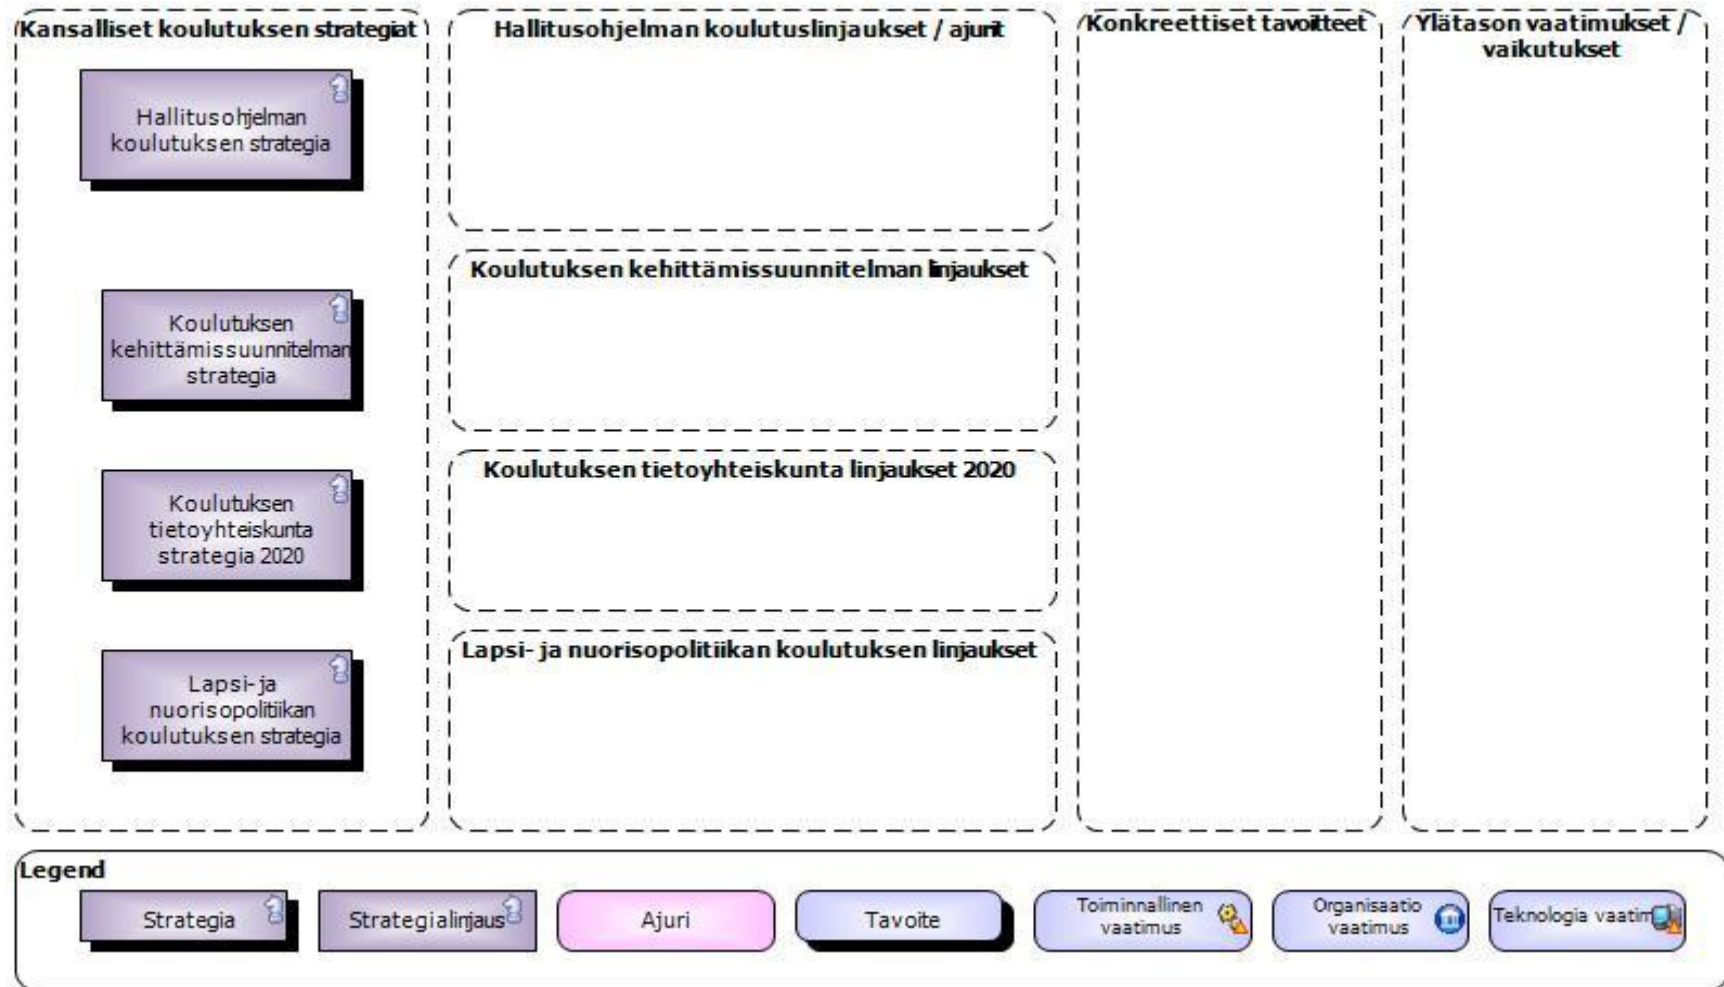 Kansalliset koulutuksen strategiat
Hallitusohjelman
koulutuksen strategia
Koulutuksen
kehittämissuunnitelman
strategia
Koulutuksen
tietoyhteiskunta
strategia 2020
Lapsi- ja
nuorisopolitiikan
koulutuksen strategia
Hallitusohjelman koulutuslinjaukset / ajurit
Koulutuksen kehittämissuunnitelman linjaukset
Koulutuksen tietoyhteiskunta linjaukset 2020
Lapsi- ja nuorisopolitiikan koulutuksen linjaukset
Konkreettiset tavoitteet
Ylätason vaatimukset /
vaikutukset
Legend
Strategia
Strategialinjaus
Ajuri
Tavoite
Toiminnallinen
vaatimus
Organisaatio
vaatimus
Teknologia vaatim